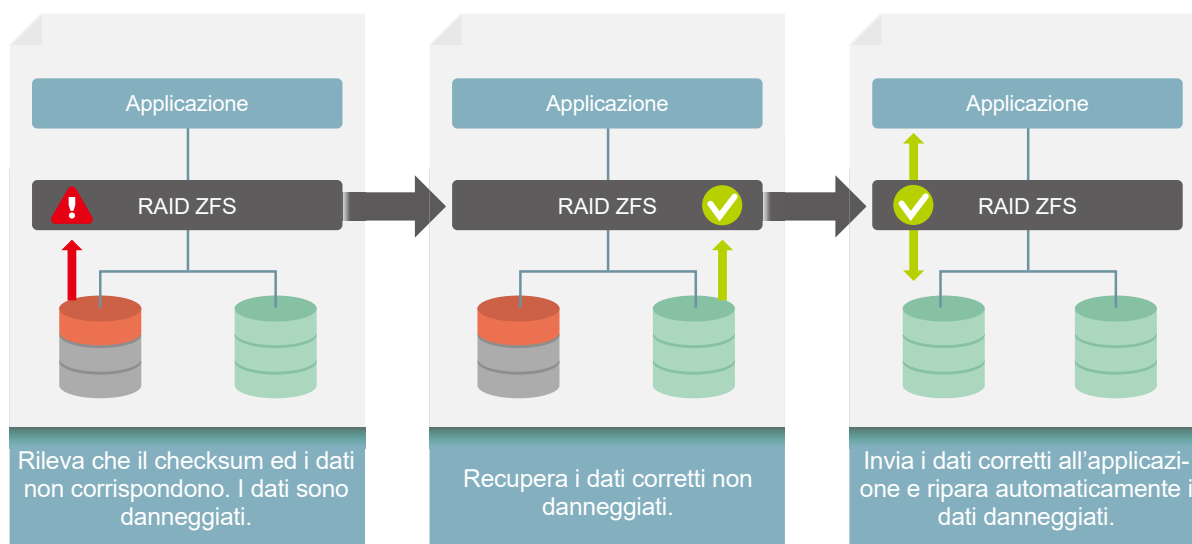 Applicazione
RAID ZFS
Rileva che il checksum ed i dati
non corrispondono. I dati sono
danneggiati.
Applicazione
RAID ZFS
Recupera i dati corretti non
danneggiati.
Applicazione
RAID ZFS
Invia i dati corretti all’applicazi-
one e ripara automaticamente i
dati danneggiati.